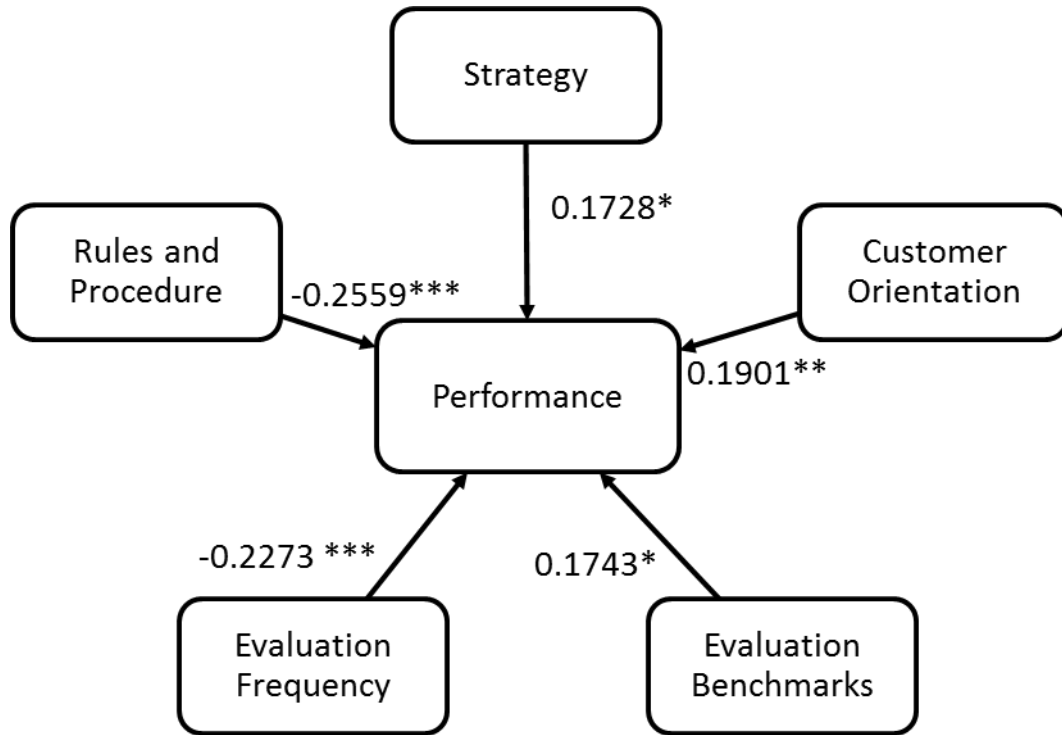 Strategy
0.1728*
Rules and
Procedure
-0.2559***
Customer
Orientation
0.1901**
Performance
-0.2273 ***
0.1743*
Evaluation
Frequency
Evaluation
Benchmarks